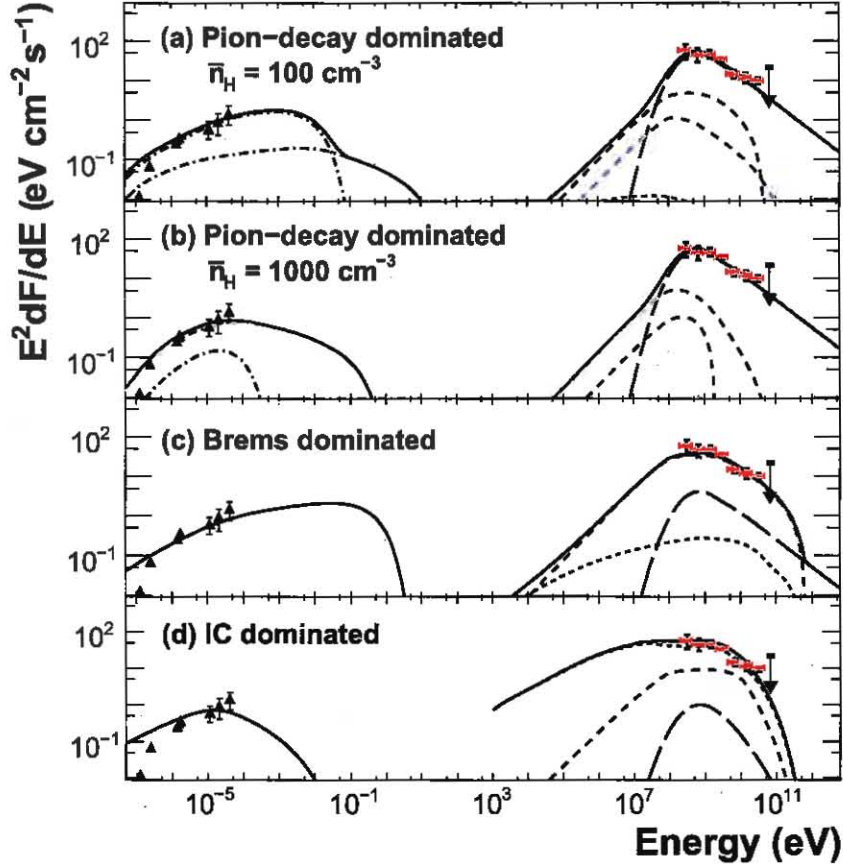 E²dF/dE (eV cm⁻² s⁻¹)
(a) Pion-decay dominated
n̄H = 100 cm⁻³
10²
10⁻¹
(b) Pion-decay dominated
n̄H = 1000 cm⁻³
10²
10⁻¹
(c) Brems dominated
10²
10⁻¹
(d) IC dominated
10²
10⁻¹
10⁻⁵ 10⁻¹ 10³ 10⁷ 10¹¹
Energy (eV)